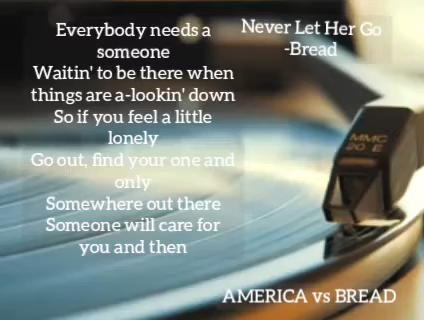 Everybody needs a
someone
Waitin' to be there when
things are a-lookin' down
So if you feel a little
lonely
Go out, find your one and
only
Somewhere out there
Someone will care for
you and then
Never Let Her Go
-Bread
MMC
20 E
AMERICA vs BREAD